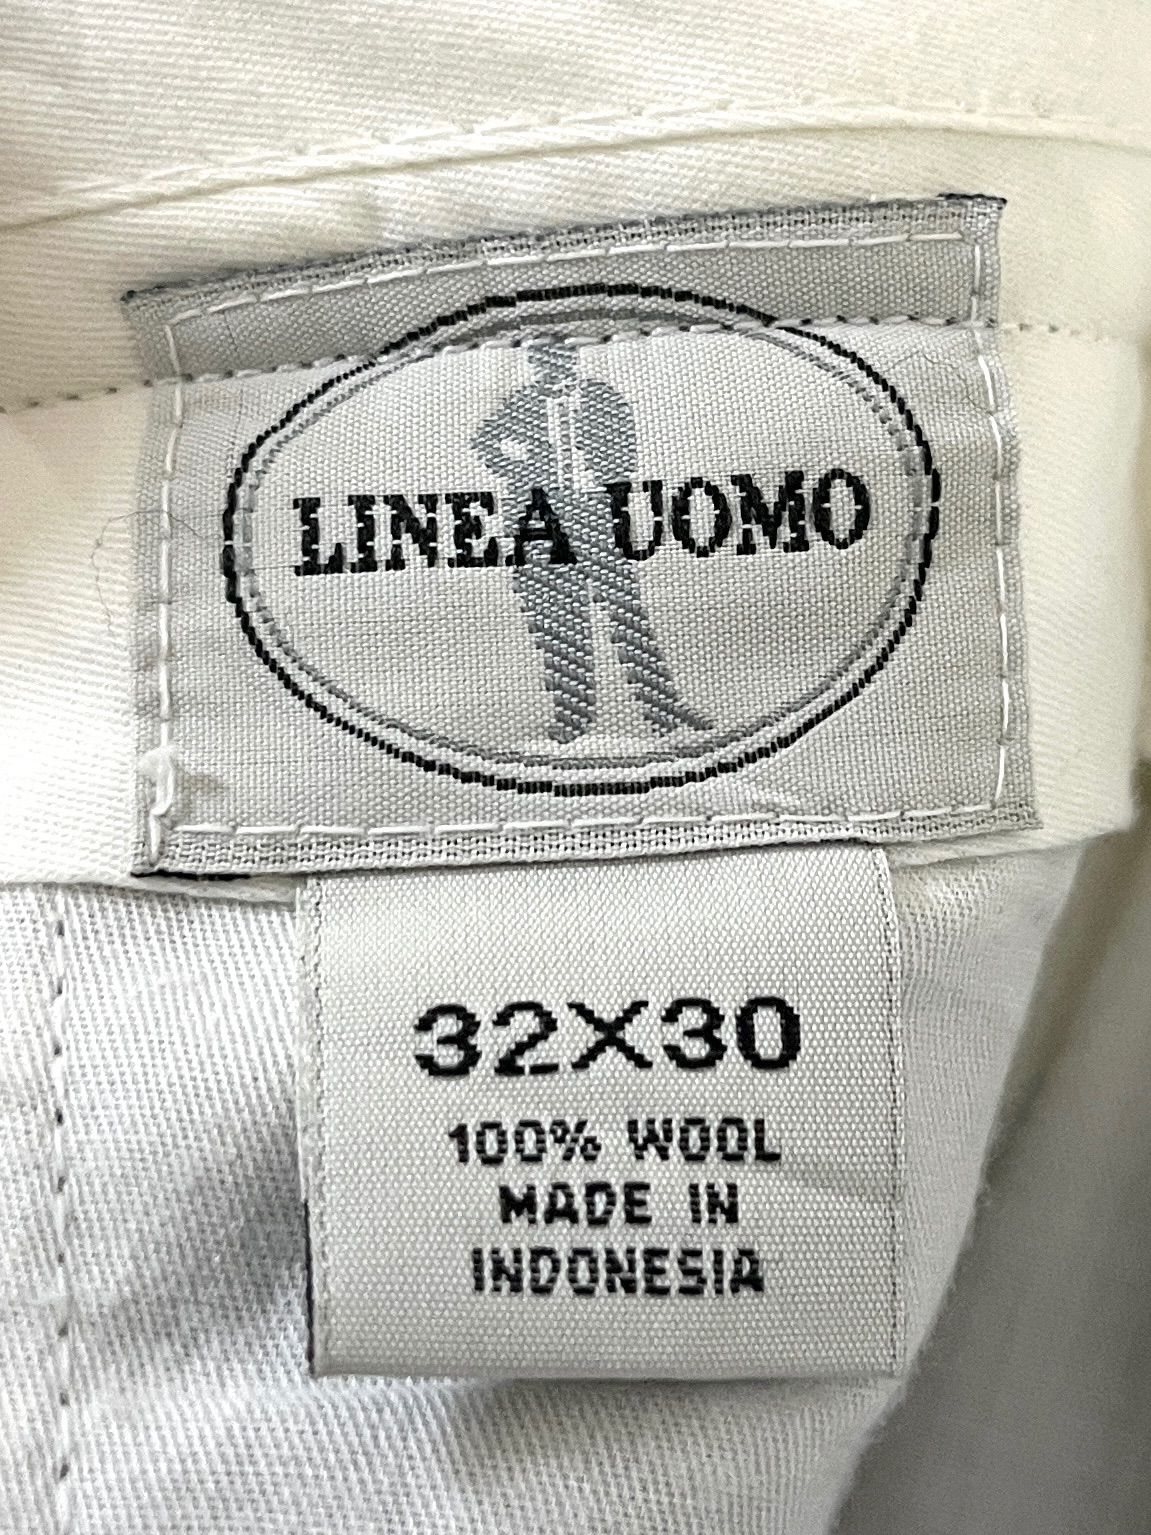 LINEA UOMO
32X30
100% WOOL
MADE IN
INDONESIA